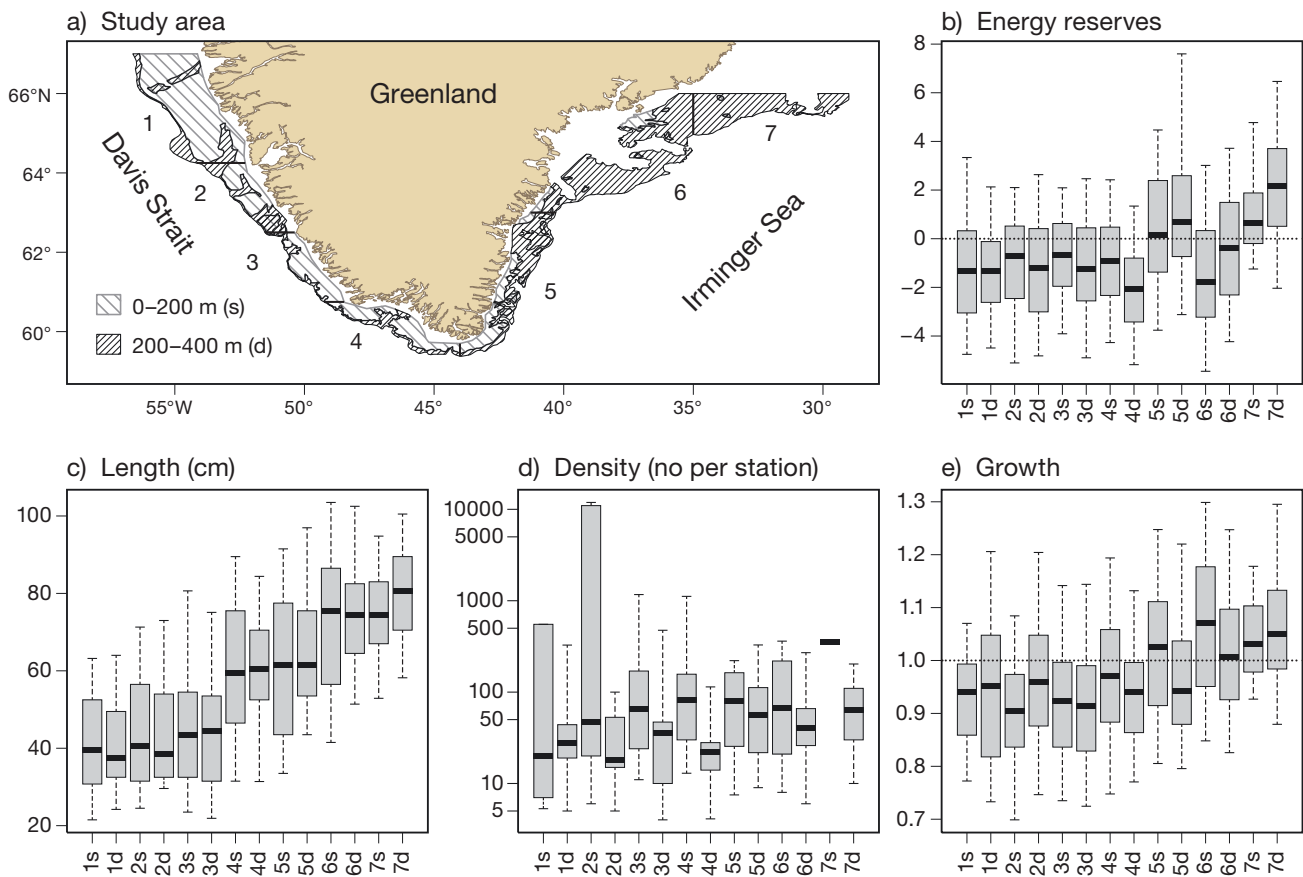 a) Study area
66°N
64°
62°
60°
55°W
50°
45°
40°
35°
30°
Greenland
Davis Strait
Irminger Sea
1
2
3
4
5
6
7
0–200 m (s)
200–400 m (d)
b) Energy reserves
8
6
4
2
0
−2
−4
1s
1d
2s
2d
3s
3d
4s
4d
5s
5d
6s
6d
7s
7d
c) Length (cm)
100
80
60
40
20
1s
1d
2s
2d
3s
3d
4s
4d
5s
5d
6s
6d
7s
7d
d) Density (no per station)
10000
5000
1000
500
100
50
10
5
1s
1d
2s
2d
3s
3d
4s
4d
5s
5d
6s
6d
7s
7d
e) Growth
1.3
1.2
1.1
1.0
0.9
0.8
0.7
1s
1d
2s
2d
3s
3d
4s
4d
5s
5d
6s
6d
7s
7d